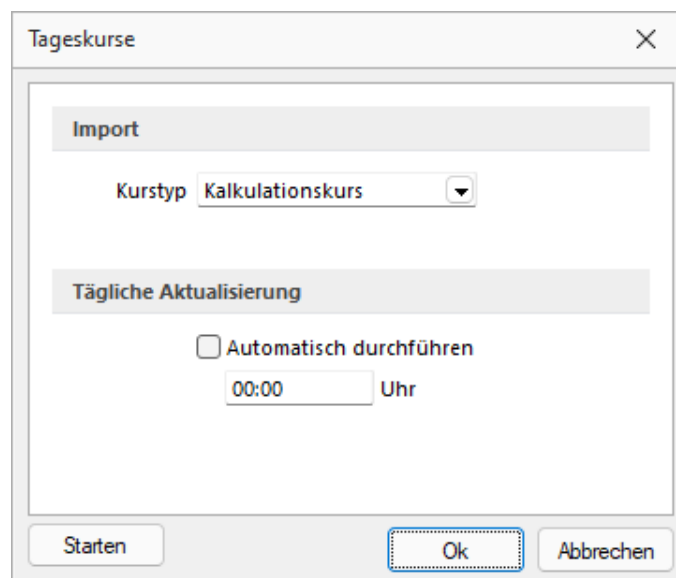 Tageskurse
Import
Kurstyp Kalkulationskurs
Tägliche Aktualisierung
Automatisch durchführen
00:00 Uhr
Starten Ok Abbrechen